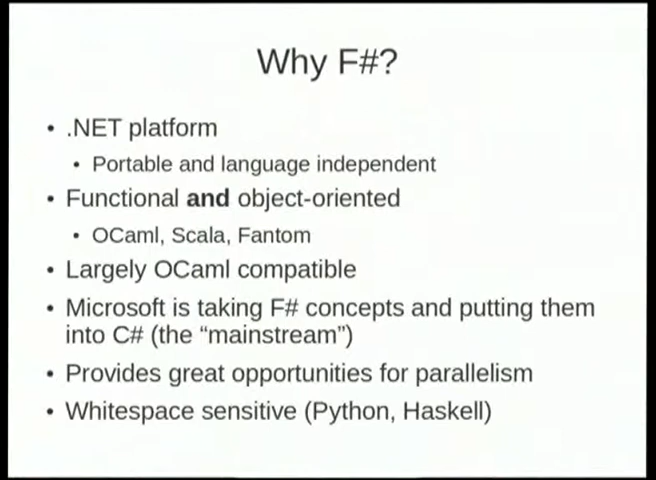 Why F#?
• .NET platform
• Portable and language independent
• Functional and object-oriented
• OCaml, Scala, Fantom
• Largely OCaml compatible
• Microsoft is taking F# concepts and putting them
into C# (the “mainstream”)
• Provides great opportunities for parallelism
• Whitespace sensitive (Python, Haskell)